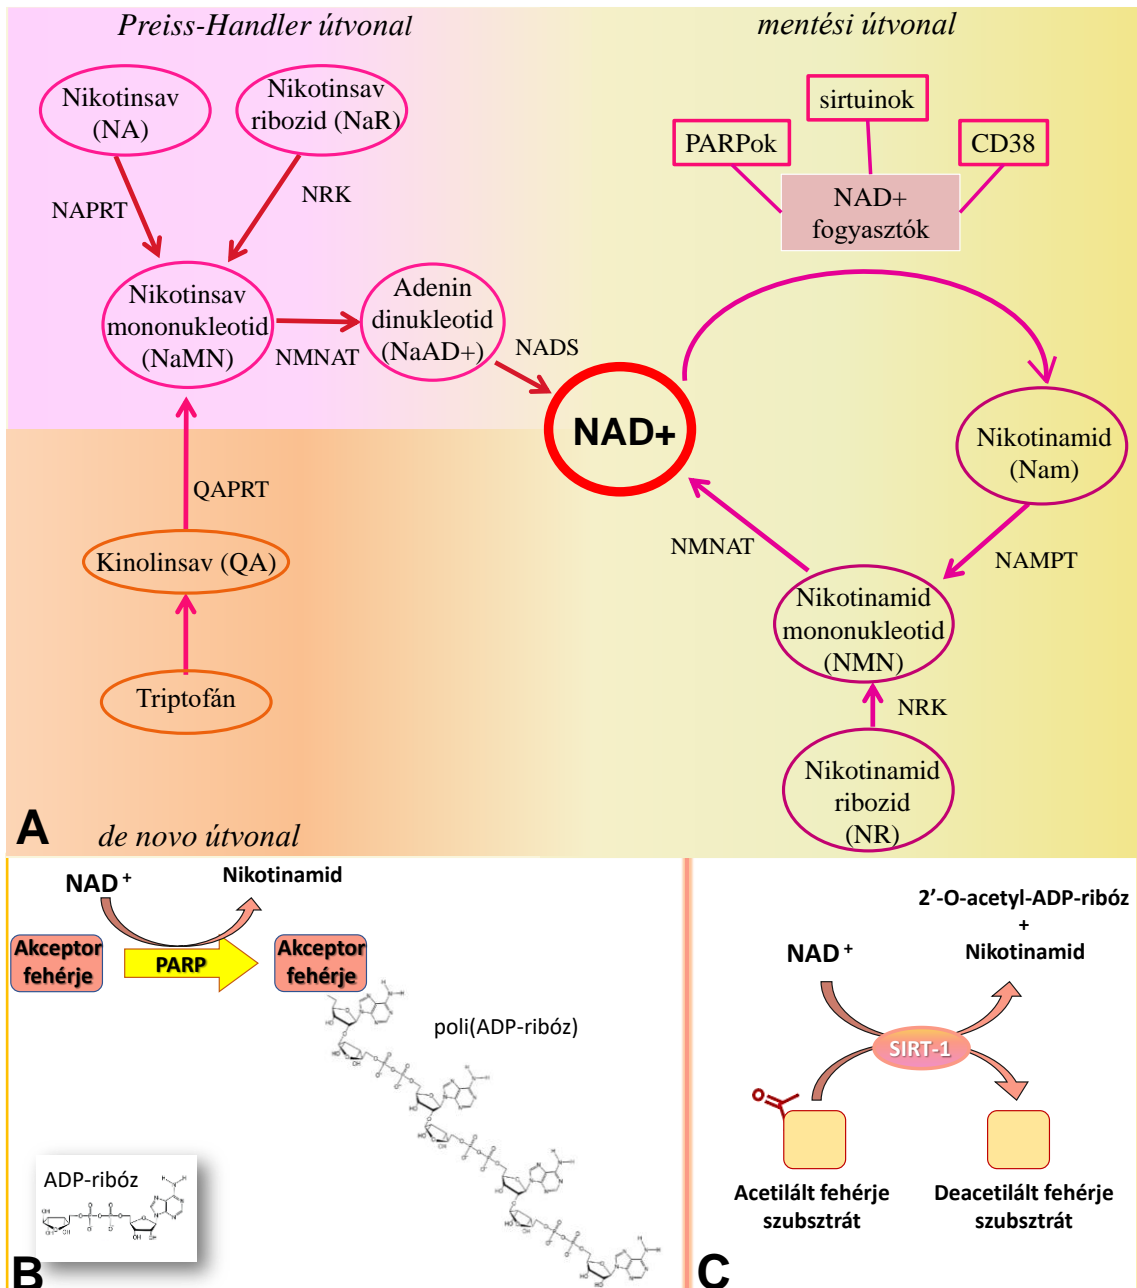 Preiss-Handler útvonal
mentési útvonal
Nikotinsav
(NA)
Nikotinsav
ribozid (NaR)
NAPRT
NRK
Nikotinsav
mononukleotid
(NaMN)
NMNAT
Adenin
dinukleotid
(NaAD+)
NADS
NAD+
QAPRT
Kinolinsav (QA)
Triptofán
de novo útvonal
A
sirtuinok
PARPok
CD38
NAD+
fogyasztók
Nikotinamid
(Nam)
NAMPT
NMNAT
Nikotinamid
mononukleotid
(NMN)
NRK
Nikotinamid
ribozid
(NR)
NAD +
Nikotinamid
Akceptor
fehérje
PARP
Akceptor
fehérje
poli(ADP-ribóz)
ADP-ribóz
B
2’-O-acetyl-ADP-ribóz
+
Nikotinamid
NAD +
SIRT-1
O
Acetilált fehérje
szubsztrát
Deacetilált fehérje
szubsztrát
C